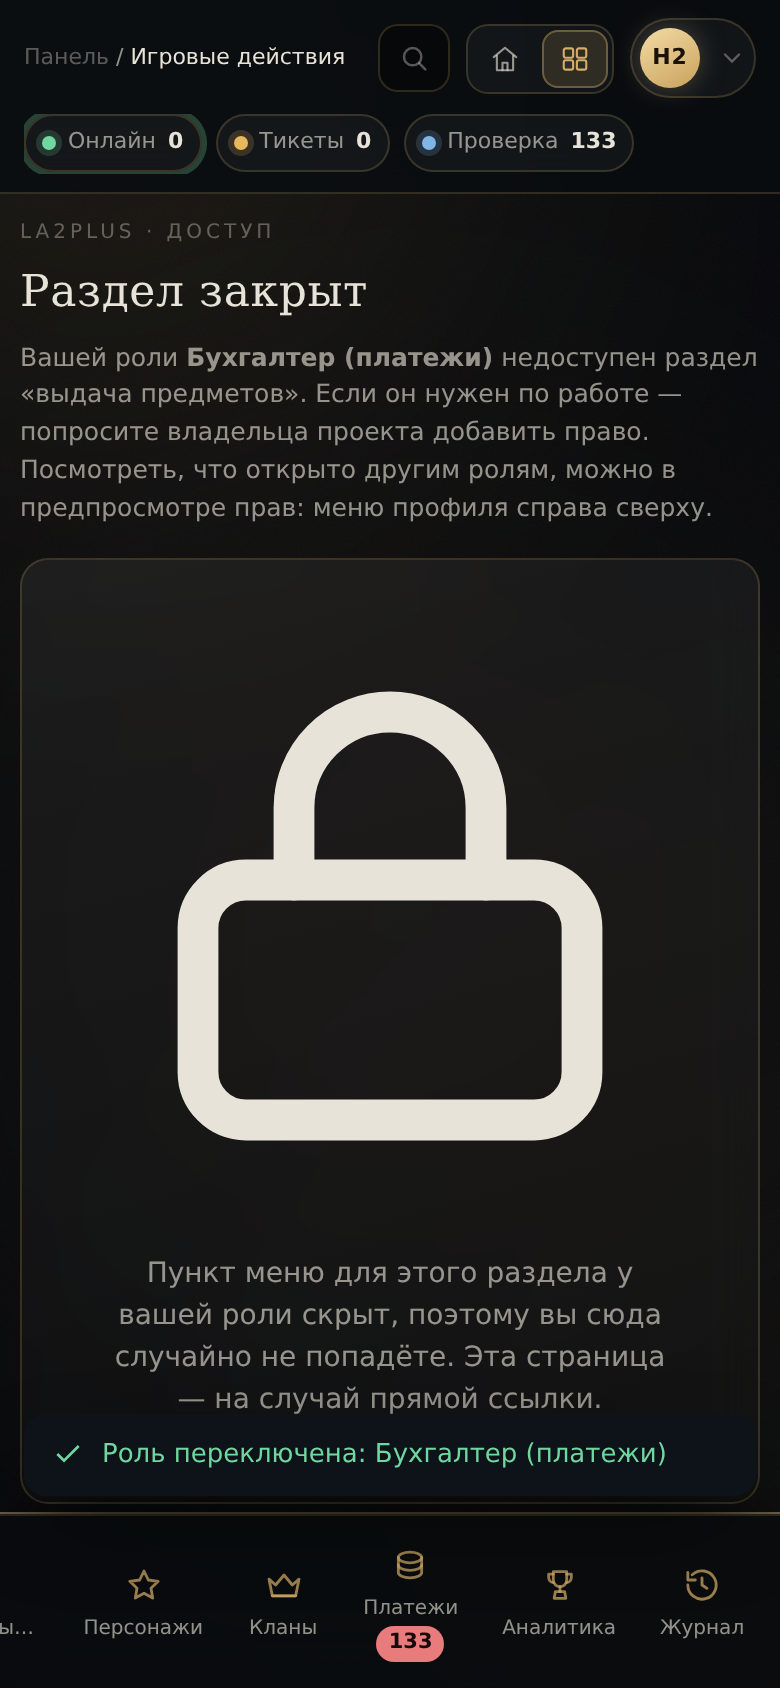 Панель / Игровые действия
H2
Онлайн 0
Тикеты 0
Проверка 133
LA2PLUS · ДОСТУП
Раздел закрыт
Вашей роли Бухгалтер (платежи) недоступен раздел
«выдача предметов». Если он нужен по работе —
попросите владельца проекта добавить право.
Посмотреть, что открыто другим ролям, можно в
предпросмотре прав: меню профиля справа сверху.
Пункт меню для этого раздела у
вашей роли скрыт, поэтому вы сюда
случайно не попадёте. Эта страница
— на случай прямой ссылки.
Роль переключена: Бухгалтер (платежи)
ы...
Персонажи
Кланы
Платежи
133
Аналитика
Журнал